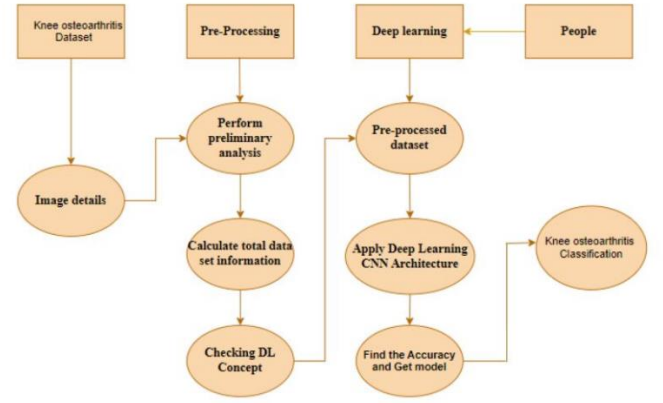 Knee osteoarthritis
Dataset
Pre-Processing
Deep learning
People
Perform
preliminary
analysis
Pre-processed
dataset
Image details
Calculate total data
set information
Apply Deep Learning
CNN Architecture
Knee osteoarthritis
Classification
Checking DL
Concept
Find the Accuracy
and Get model